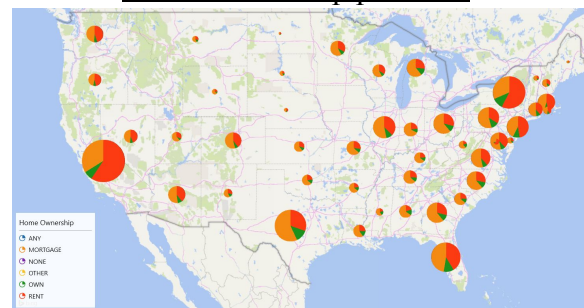 Home Ownership
ANY
MORTGAGE
NONE
OTHER
OWN
RENT